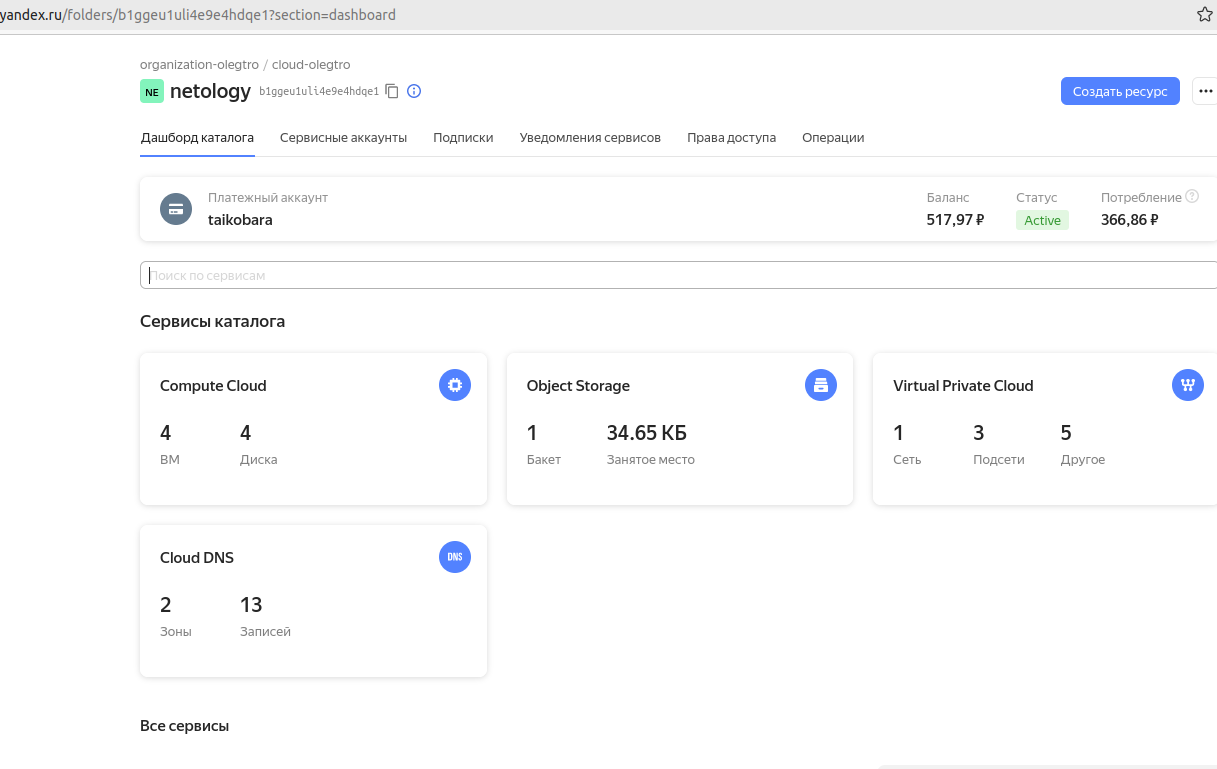 yandex.ru/folders/b1ggeu1uli4e9e4hdqe1?section=dashboard
organization-olegtro / cloud-olegtro
NE netology b1ggeu1uli4e9e4hdqe1
Создать ресурс
Дашборд каталога Сервисные аккаунты Подписки Уведомления сервисов Права доступа Операции
Платежный аккаунт Баланс Статус Потребление
taikobara 517,97 ₽ Active 366,86 ₽
Поиск по сервисам
Сервисы каталога
Compute Cloud Object Storage Virtual Private Cloud
4 4 1 34.65 КБ 1 3 5
ВМ Диска Бакет Занятое место Сеть Подсети Другое
Cloud DNS DNS
2 13
Зоны Записей
Все сервисы